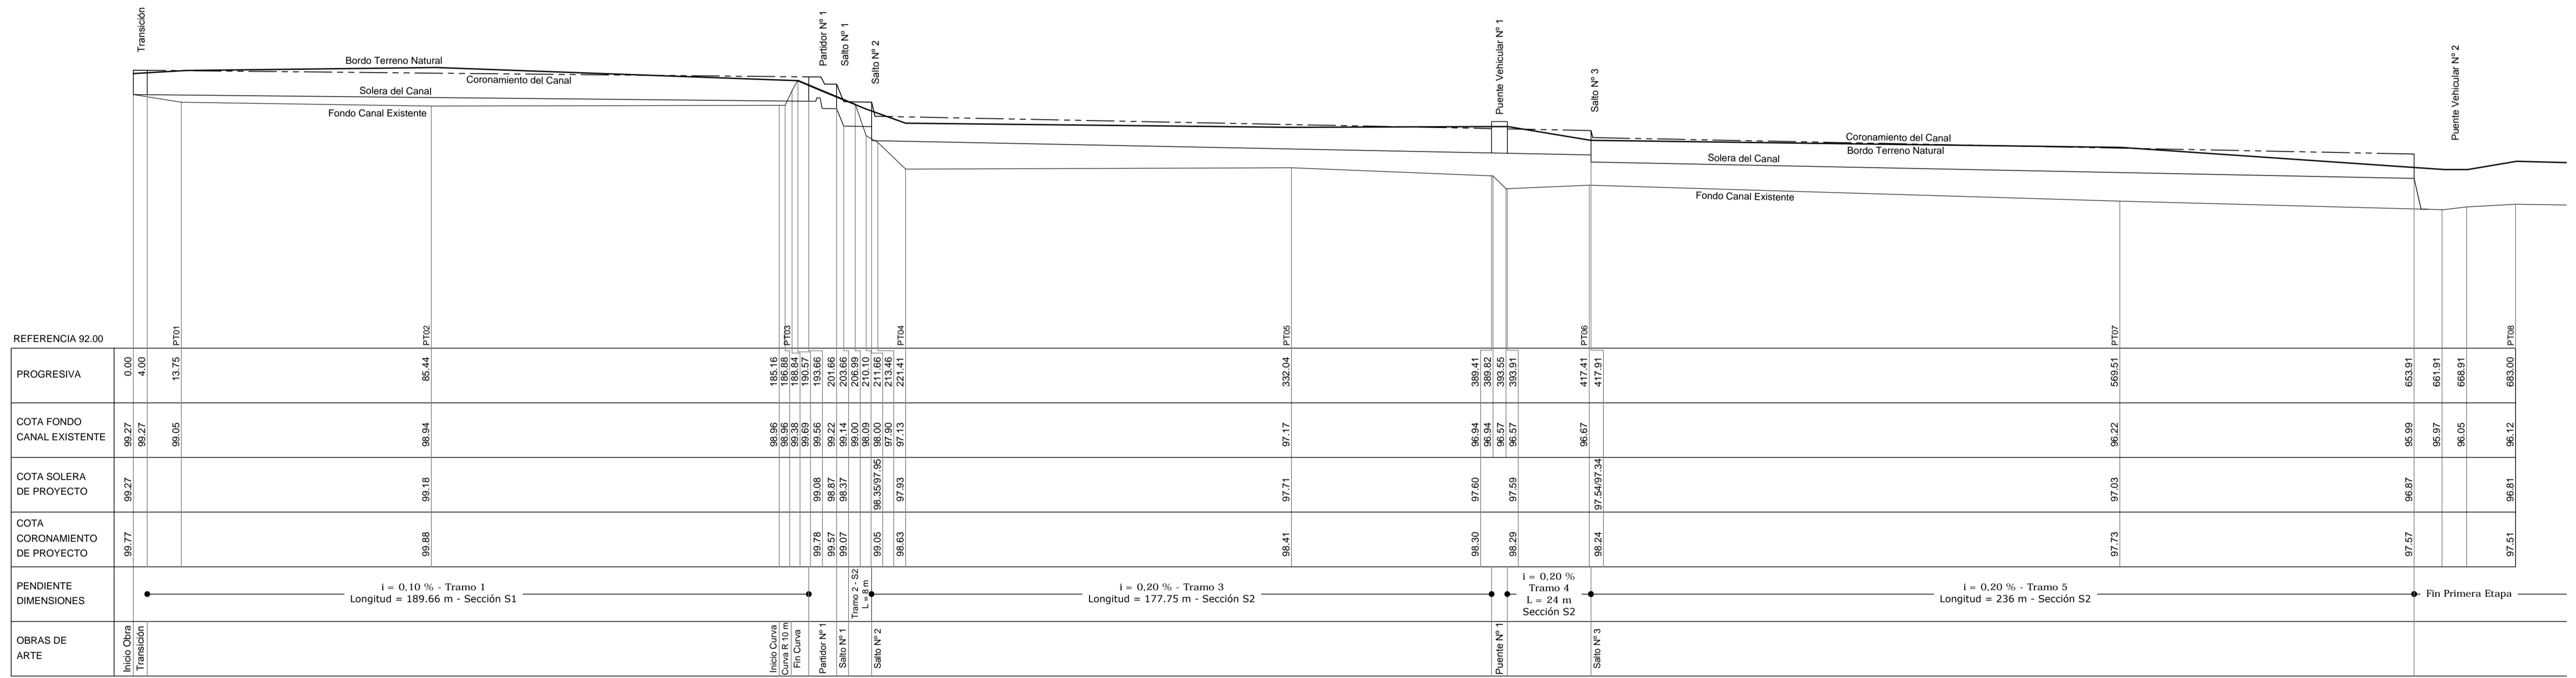 Transición
Partidor Nº 1
Salto Nº 1
Salto Nº 2
Puente Vehicular Nº 1
Salto Nº 3
Puente Vehicular Nº 2
Bordo Terreno Natural
Coronamiento del Canal
Solera del Canal
Fondo Canal Existente
Coronamiento del Canal
Bordo Terreno Natural
Solera del Canal
Fondo Canal Existente
REFERENCIA 92.00
PT01
PT02
PT03
PT04
PT05
PT06
PT07
PT08
PROGRESIVA
0.00
4.00
13.75
85.44
185.16
186.88
188.84
190.57
193.66
201.66
203.66
206.99
210.10
211.66
213.46
221.41
332.04
389.41
389.82
393.55
393.91
417.41
417.91
569.51
653.91
661.91
668.91
683.00
COTA FONDO
CANAL EXISTENTE
99.27
99.27
99.05
98.94
98.96
98.96
99.38
99.69
99.56
99.22
99.14
99.00
98.09
98.00
97.90
97.13
97.17
96.94
96.94
96.57
96.57
96.67
96.22
95.99
95.97
96.05
96.12
COTA SOLERA
DE PROYECTO
99.27
99.18
99.08
98.87
98.37
98.35/97.95
97.93
97.71
97.60
97.59
97.54/97.34
97.03
96.87
96.81
COTA
CORONAMIENTO
DE PROYECTO
99.77
99.88
99.78
99.57
99.07
99.05
98.63
98.41
98.30
98.29
98.24
97.73
97.57
97.51
PENDIENTE
DIMENSIONES
i = 0,10 % - Tramo 1
Longitud = 189.66 m - Sección S1
Tramo 2 - S2
L = 8 m
i = 0,20 % - Tramo 3
Longitud = 177.75 m - Sección S2
i = 0,20 %
Tramo 4
L = 24 m
Sección S2
i = 0,20 % - Tramo 5
Longitud = 236 m - Sección S2
Fin Primera Etapa
OBRAS DE
ARTE
Inicio Obra
Transición
Inicio Curva
Curva R 10 m
Fin Curva
Partidor Nº 1
Salto Nº 1
Salto Nº 2
Puente Nº 1
Salto Nº 3